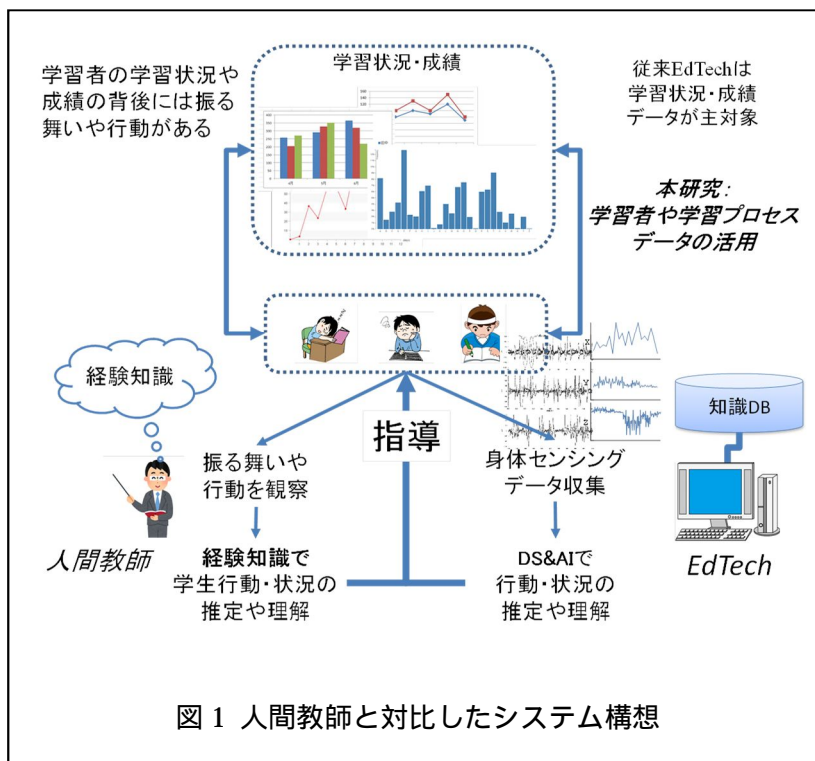 学習状況・成績
学習者の学習状況や
成績の背後には振る
舞いや行動がある
従来EdTechは
学習状況・成績
データが主対象
本研究:
学習者や学習プロセス
データの活用
経験知識
指導
知識DB
振る舞いや
行動を観察
身体センシング
データ収集
人間教師
経験知識で
学生行動・状況の
推定や理解
DS&AIで
行動・状況の
推定や理解
EdTech
図 1 人間教師と対比したシステム構想